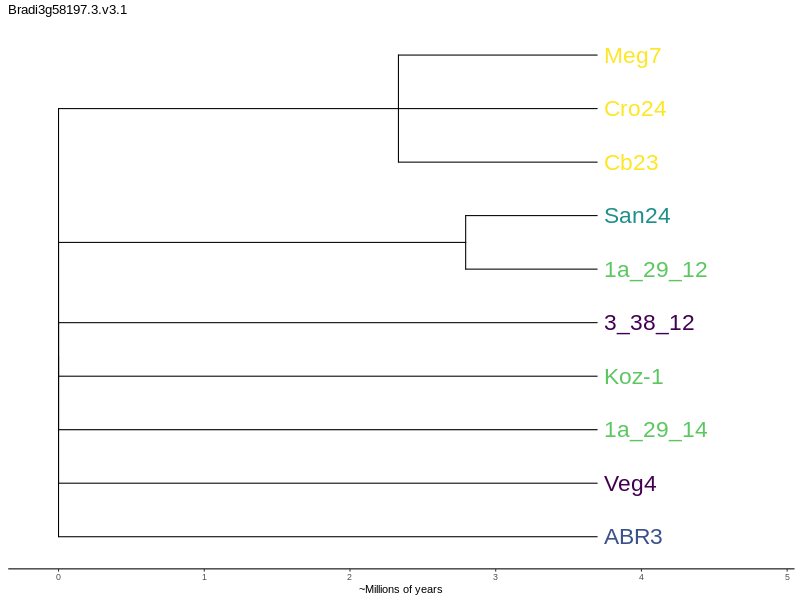 Bradi3g58197.3.v3.1
Meg7
Cro24
Cb23
San24
1a_29_12
3_38_12
Koz-1
1a_29_14
Veg4
ABR3
0 1 2 3 4 5
~Millions of years